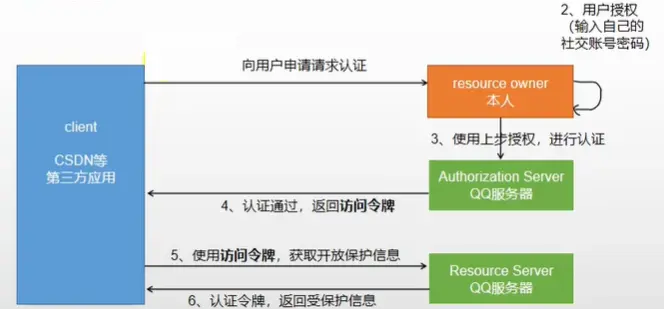 2、用户授权
（输入自己的
社交账号密码）
向用户申请请求认证
resource owner
本人
client
CSDN等
第三方应用
3、使用上步授权，进行认证
Authorization Server
QQ服务器
4、认证通过，返回访问令牌
5、使用访问令牌，获取开放保护信息
Resource Server
QQ服务器
6、认证令牌，返回受保护信息